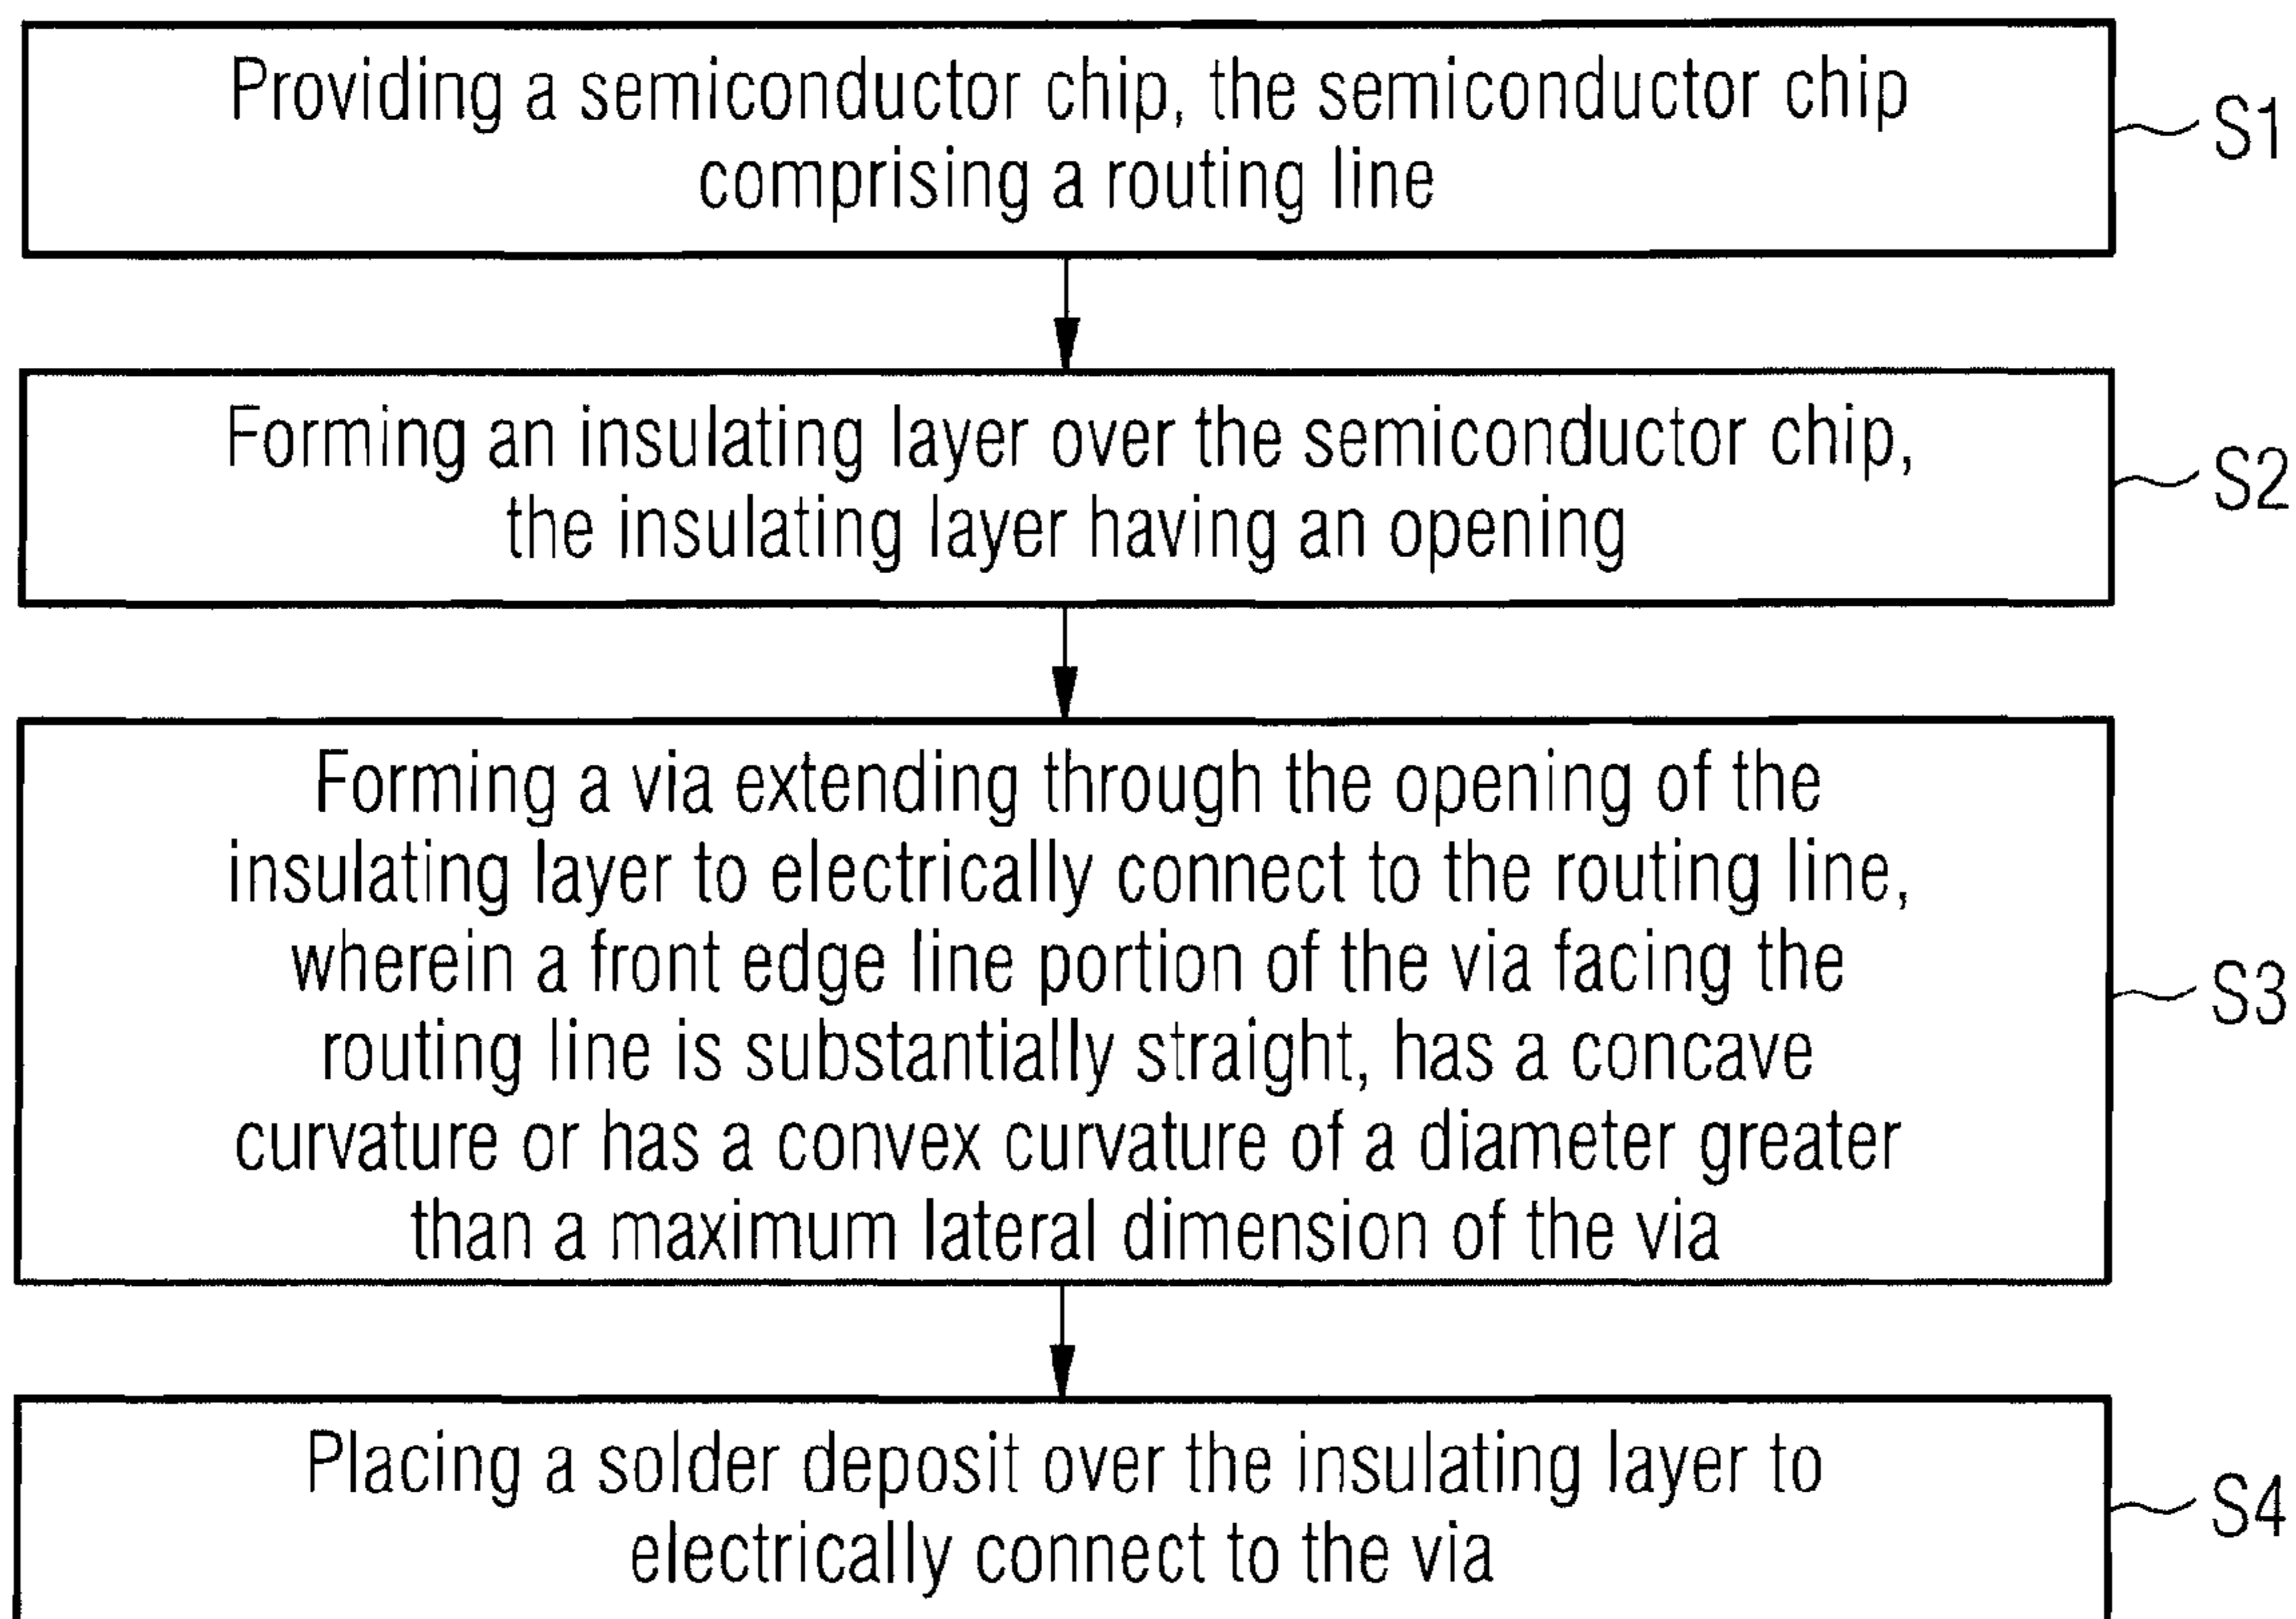 Providing a semiconductor chip, the semiconductor chip
comprising a routing line
S1
Forming an insulating layer over the semiconductor chip,
the insulating layer having an opening
S2
Forming a via extending through the opening of the
insulating layer to electrically connect to the routing line,
wherein a front edge line portion of the via facing the
routing line is substantially straight, has a concave
curvature or has a convex curvature of a diameter greater
than a maximum lateral dimension of the via
S3
Placing a solder deposit over the insulating layer to
electrically connect to the via
S4